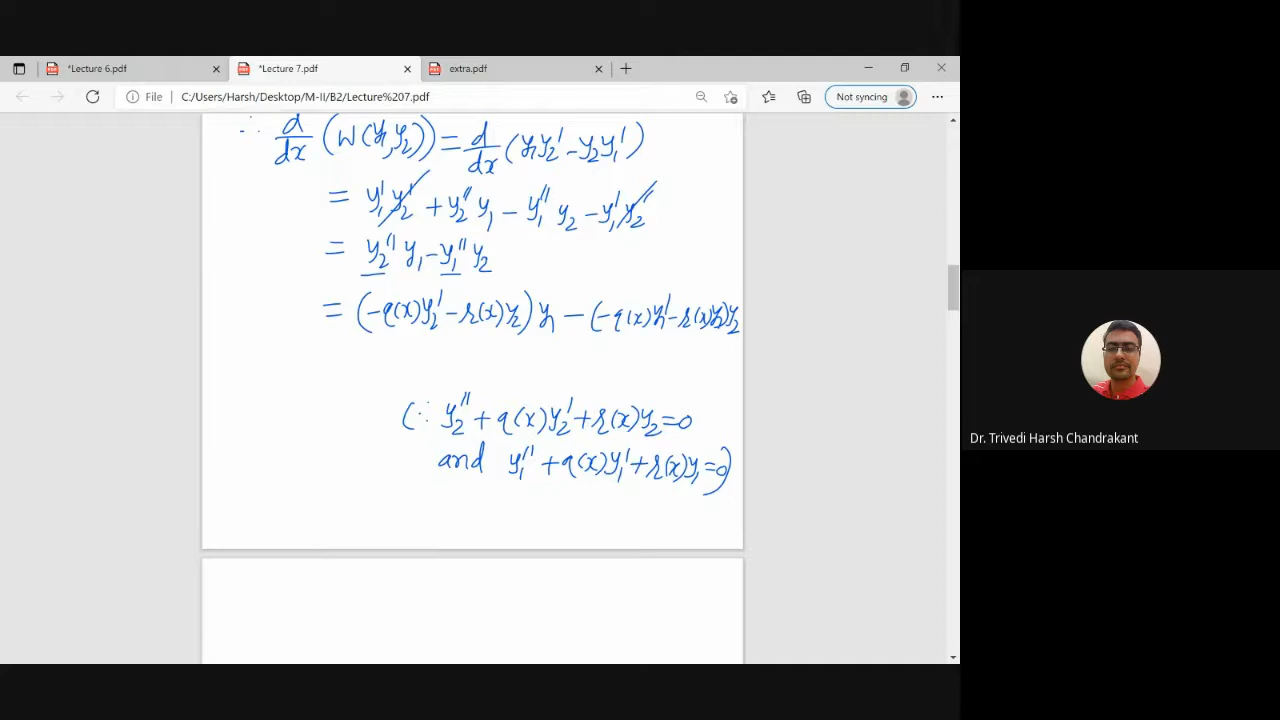 *Lecture 6.pdf
*Lecture 7.pdf
extra.pdf
File
C:/Users/Harsh/Desktop/M-II/B2/Lecture%207.pdf
Not syncing
∴ d/dx (W(y₁,y₂)) = d/dx (y₁y₂' − y₂y₁')
= y₁'y₂' + y₂''y₁ − y₁''y₂ − y₁'y₂'
= y₂''y₁ − y₁''y₂
= (−q(x)y₂' − r(x)y₂)y₁ − (−q(x)y₁' − r(x)y₁)y₂
(∵ y₂'' + q(x)y₂' + r(x)y₂ = 0
and y₁'' + q(x)y₁' + r(x)y₁ = 0)
Dr. Trivedi Harsh Chandrakant